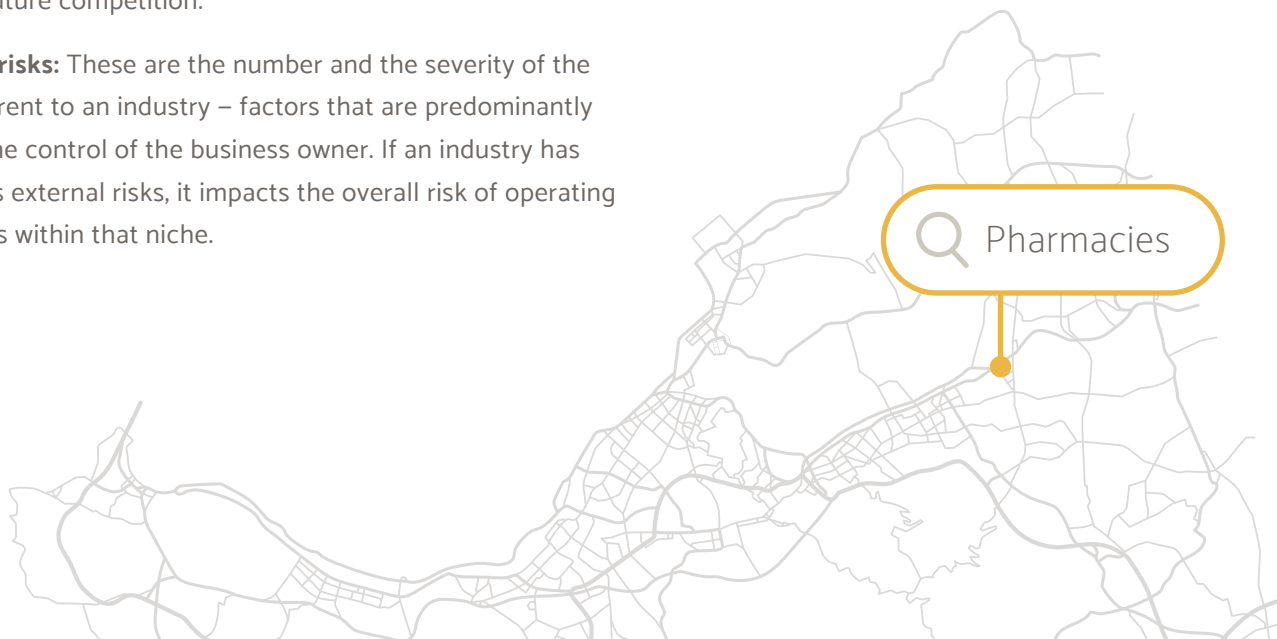 uture competition.
risks: These are the number and the severity of the
rent to an industry – factors that are predominantly
ne control of the business owner. If an industry has
s external risks, it impacts the overall risk of operating
s within that niche.
Pharmacies